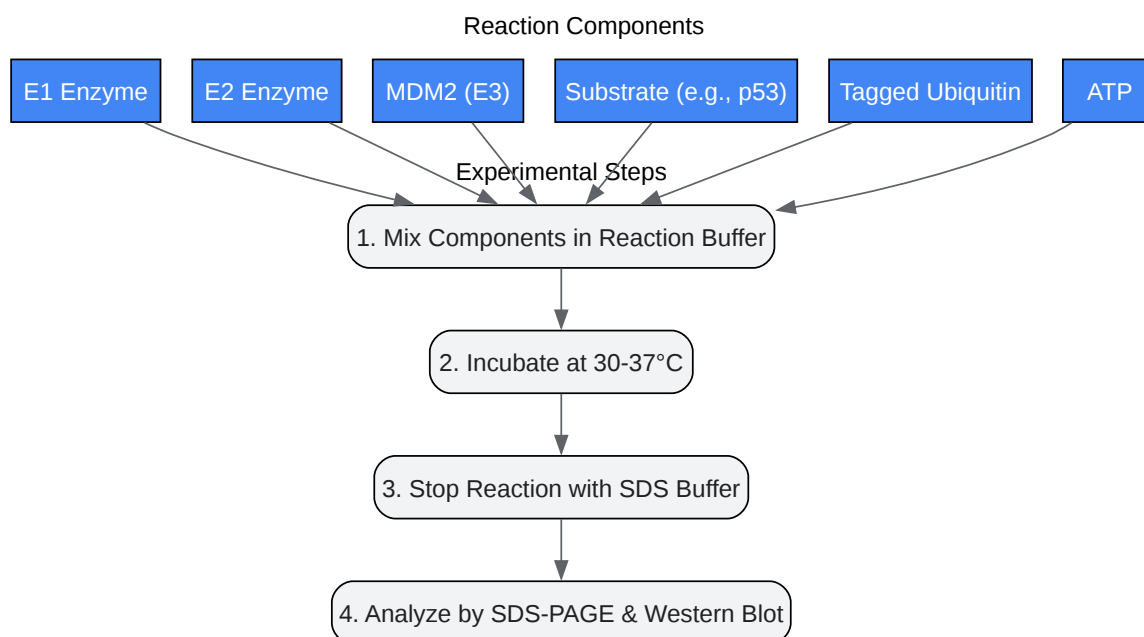 Reaction Components
E1 Enzyme
E2 Enzyme
MDM2 (E3)
Substrate (e.g., p53)
Tagged Ubiquitin
ATP
Experimental Steps
1. Mix Components in Reaction Buffer
2. Incubate at 30-37°C
3. Stop Reaction with SDS Buffer
4. Analyze by SDS-PAGE & Western Blot